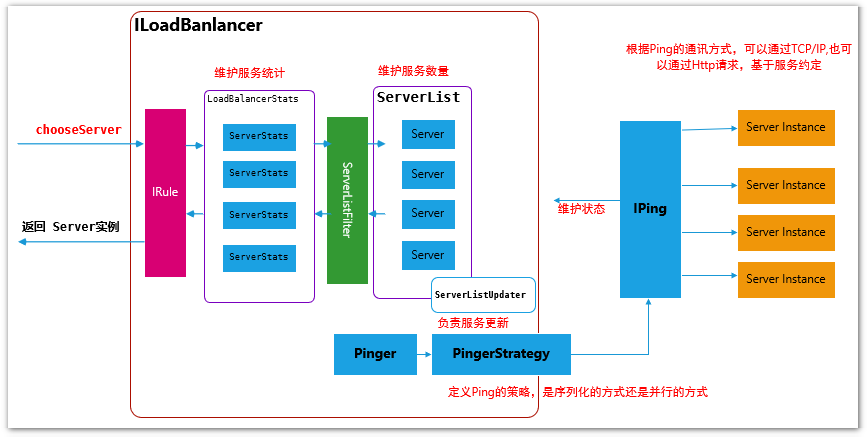 ILoadBanlancer
根据Ping的通讯方式，可以通过TCP/IP,也可
以通过Http请求，基于服务约定
维护服务统计
维护服务数量
LoadBalancerStats
ServerList
chooseServer
IRule
ServerStats
ServerStats
ServerStats
ServerStats
ServerListFilter
Server
Server
Server
Server
ServerListUpdater
负责服务更新
返回 Server实例
维护状态
IPing
Server Instance
Server Instance
Server Instance
Server Instance
Pinger
PingerStrategy
定义Ping的策略，是序列化的方式还是并行的方式